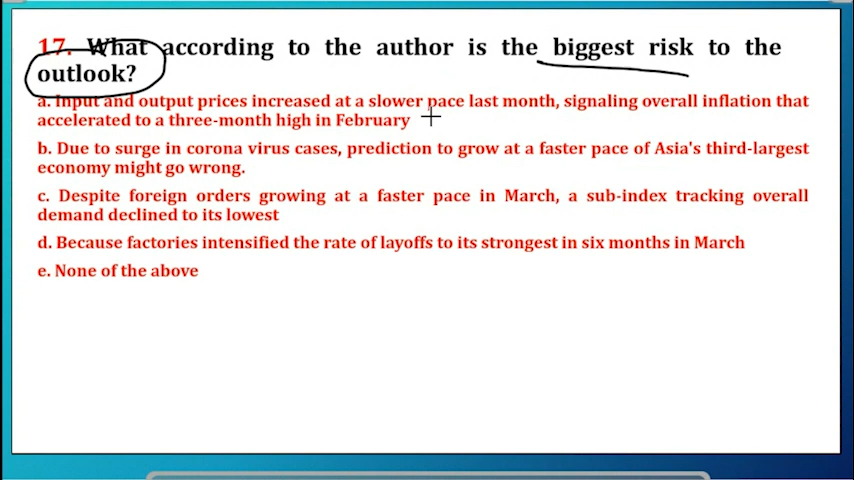 17. What according to the author is the biggest risk to the
outlook?
a. Input and output prices increased at a slower pace last month, signaling overall inflation that
accelerated to a three-month high in February
b. Due to surge in corona virus cases, prediction to grow at a faster pace of Asia's third-largest
economy might go wrong.
c. Despite foreign orders growing at a faster pace in March, a sub-index tracking overall
demand declined to its lowest
d. Because factories intensified the rate of layoffs to its strongest in six months in March
e. None of the above